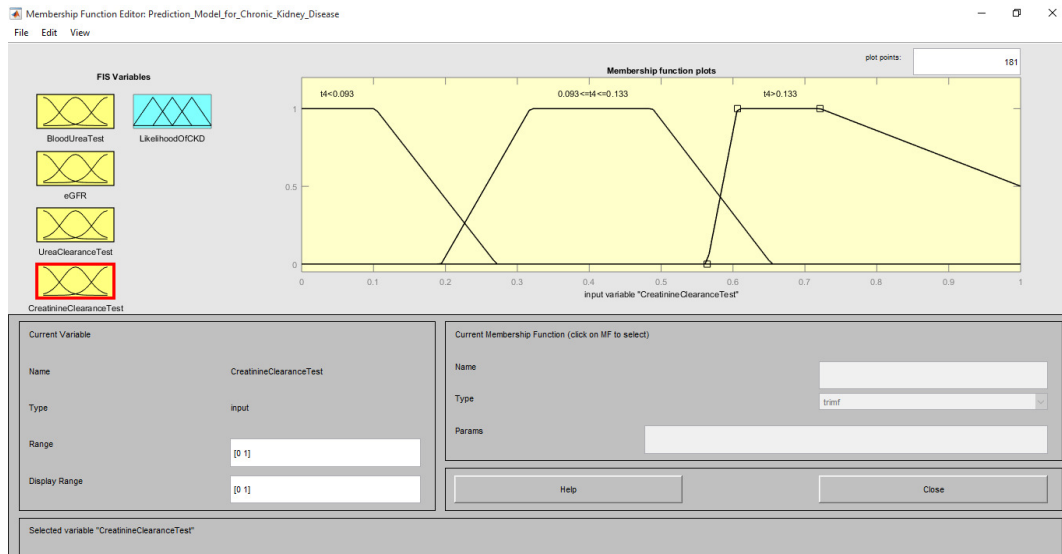 Membership Function Editor: Prediction_Model_for_Chronic_Kidney_Disease
File Edit View
FIS Variables
BloodUreaTest
LikelihoodOfCKD
eGFR
UreaClearanceTest
CreatinineClearanceTest
plot points:
181
Membership function plots
t4<0.093
0.093<=t4<=0.133
t4>0.133
1
0.5
0
0 0.1 0.2 0.3 0.4 0.5 0.6 0.7 0.8 0.9 1
input variable "CreatinineClearanceTest"
Current Variable
Name CreatinineClearanceTest
Type input
Range [0 1]
Display Range [0 1]
Current Membership Function (click on MF to select)
Name
Type trimf
Params
Help
Close
Selected variable "CreatinineClearanceTest"